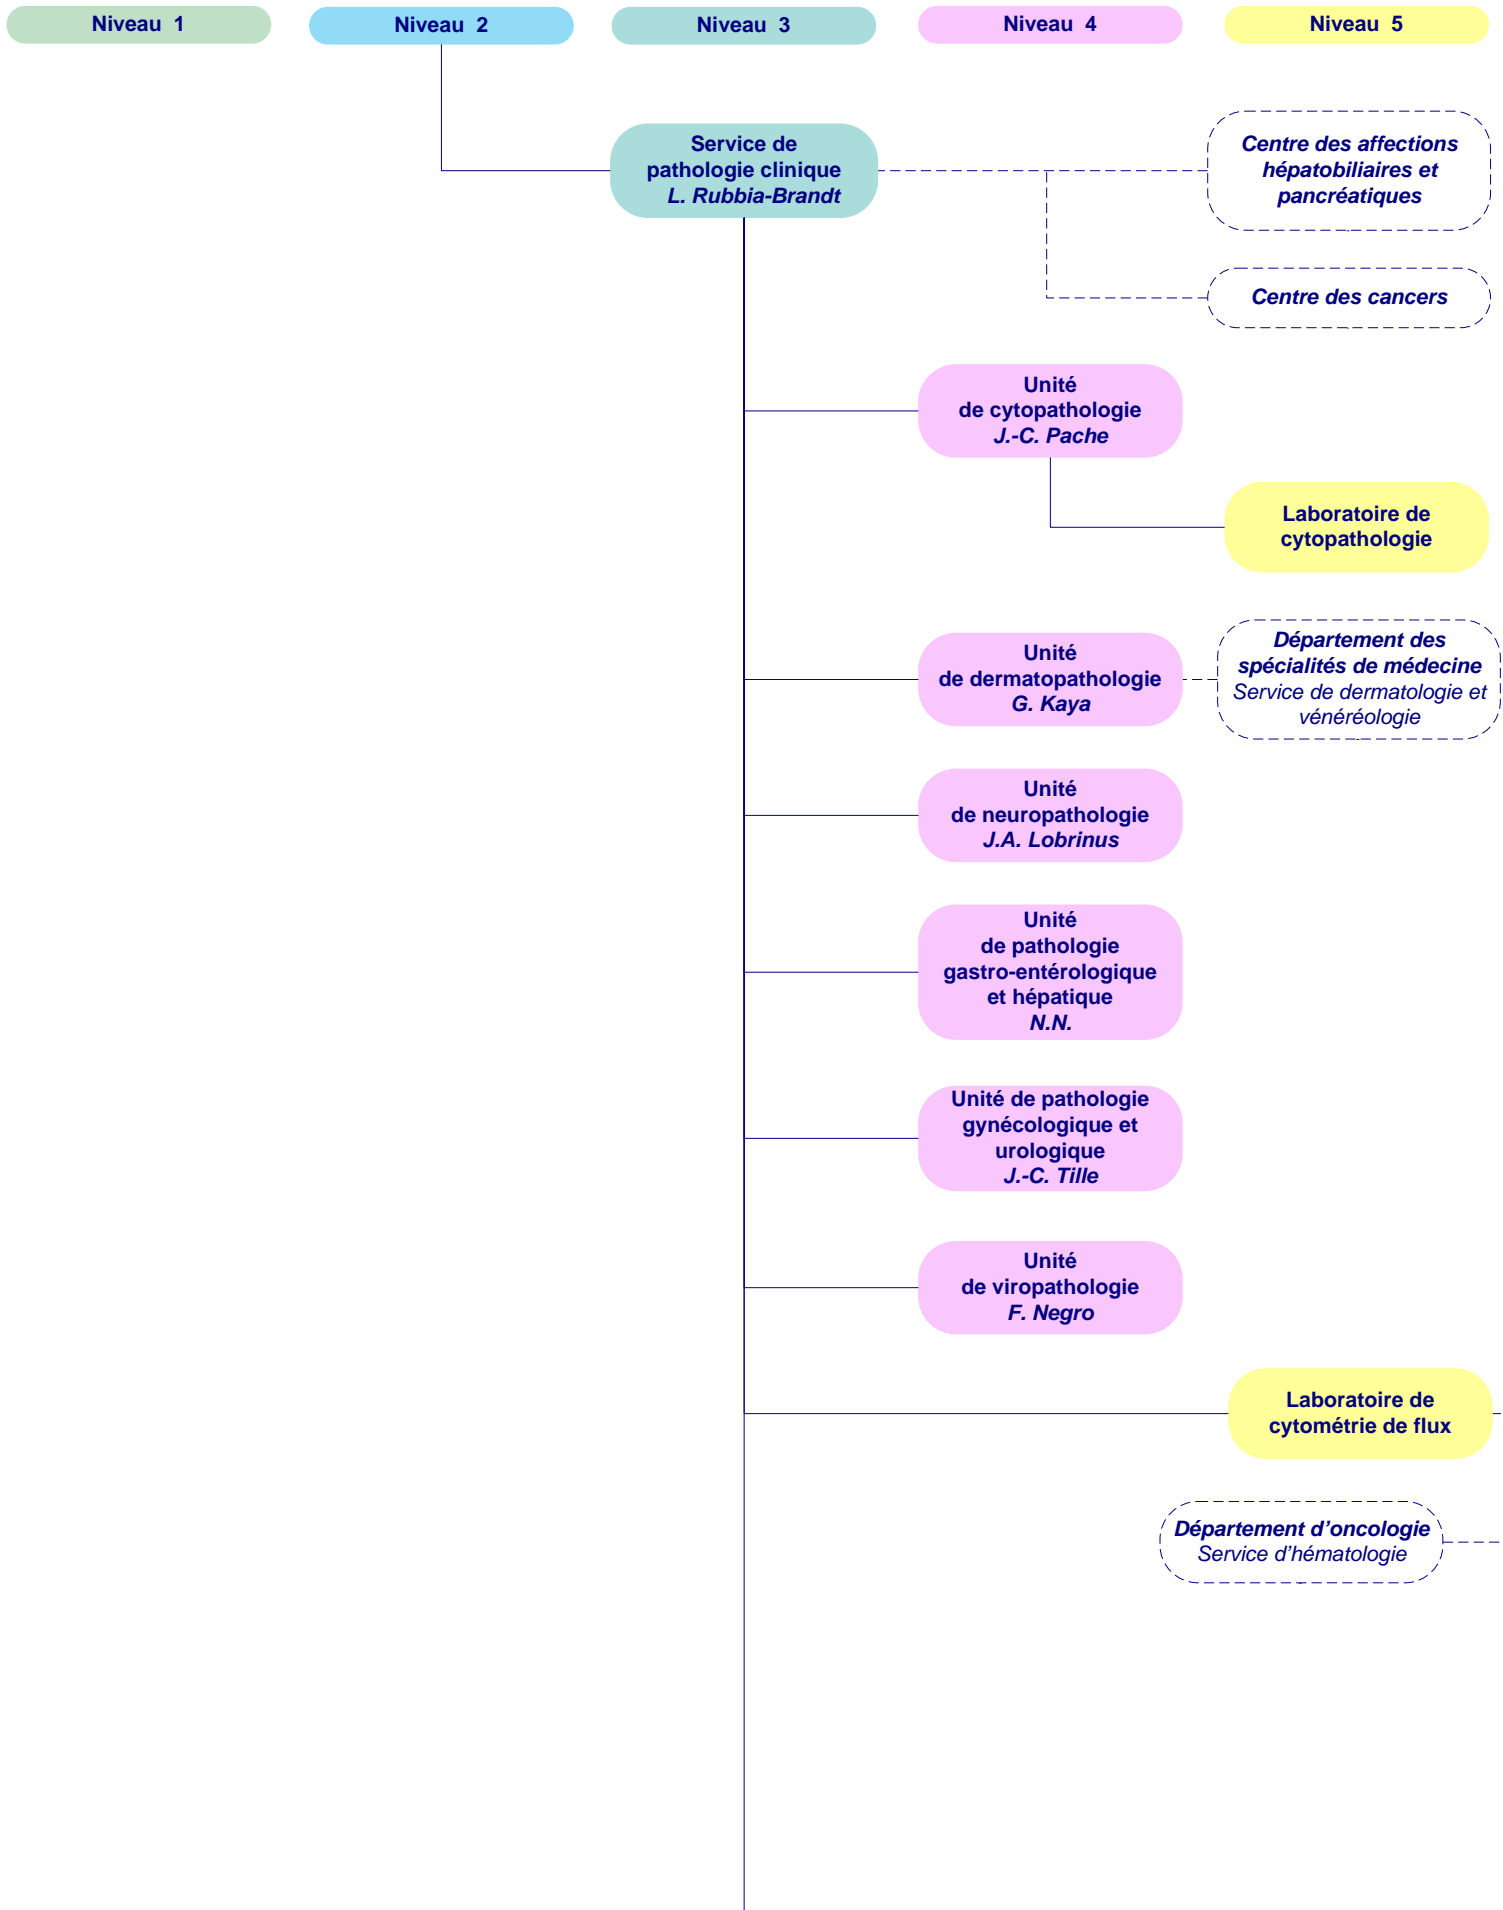 Niveau 1
Niveau 2
Niveau 3
Niveau 4
Niveau 5
Service de
pathologie clinique
L. Rubbia-Brandt
Centre des affections
hépatobiliaires et
pancréatiques
Centre des cancers
Unité
de cytopathologie
J.-C. Pache
Laboratoire de
cytopathologie
Unité
de dermatopathologie
G. Kaya
Département des
spécialités de médecine
Service de dermatologie et
vénéréologie
Unité
de neuropathologie
J.A. Lobrinus
Unité
de pathologie
gastro-entérologique
et hépatique
N.N.
Unité de pathologie
gynécologique et
urologique
J.-C. Tille
Unité
de viropathologie
F. Negro
Laboratoire de
cytométrie de flux
Département d’oncologie
Service d’hématologie